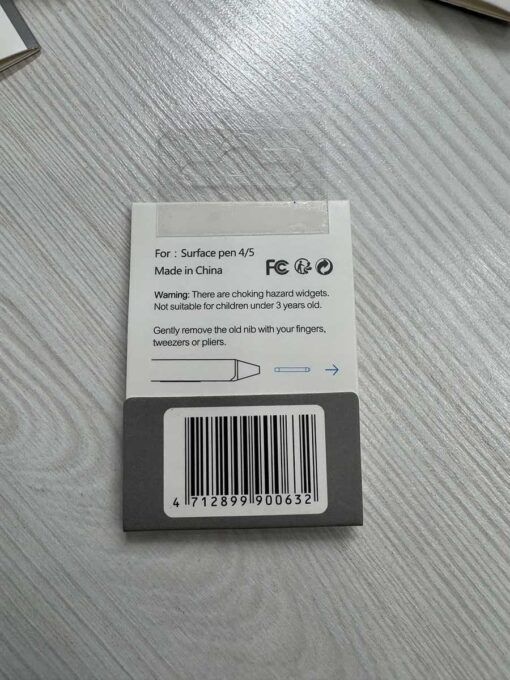 For : Surface pen 4/5
Made in China
FC
Warning: There are choking hazard widgets.
Not suitable for children under 3 years old.
Gently remove the old nib with your fingers,
tweezers or pliers.
4 712899 900632